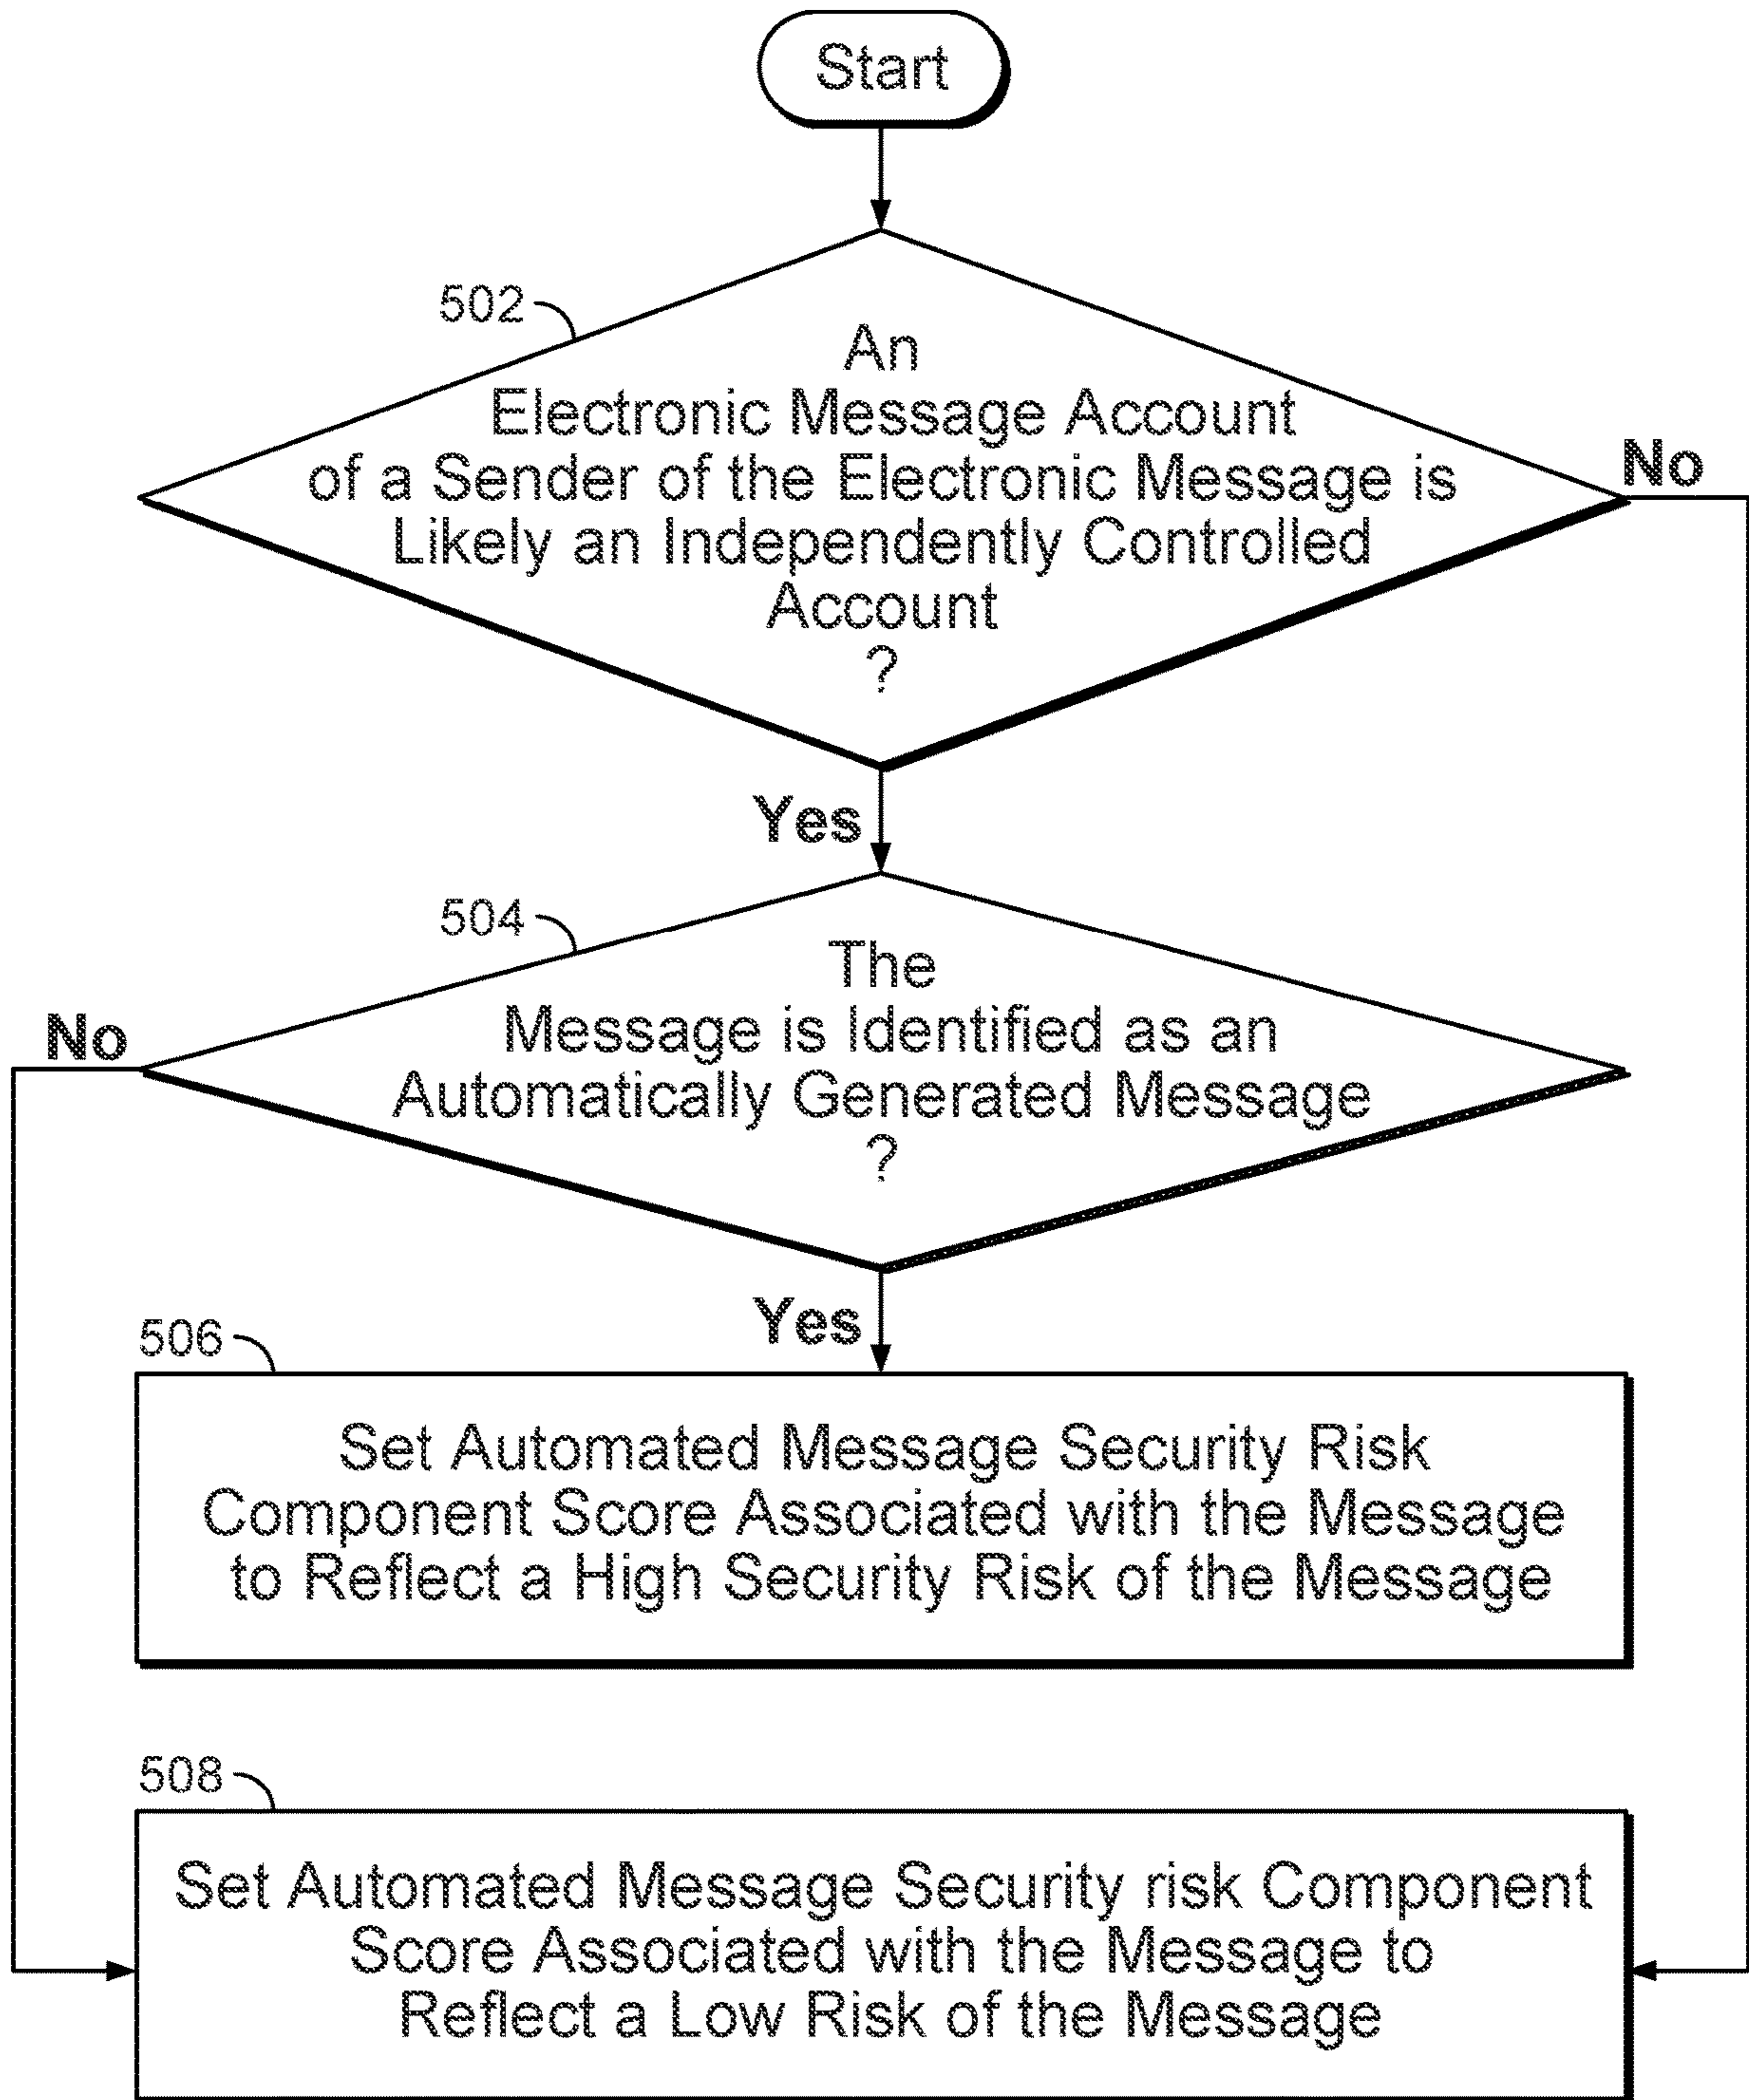 Start
502
An
Electronic Message Account
of a Sender of the Electronic Message is
Likely an Independently Controlled
Account
?
No
Yes
504
The
Message is Identified as an
Automatically Generated Message
?
No
Yes
506
Set Automated Message Security Risk
Component Score Associated with the Message
to Reflect a High Security Risk of the Message
508
Set Automated Message Security risk Component
Score Associated with the Message to
Reflect a Low Risk of the Message